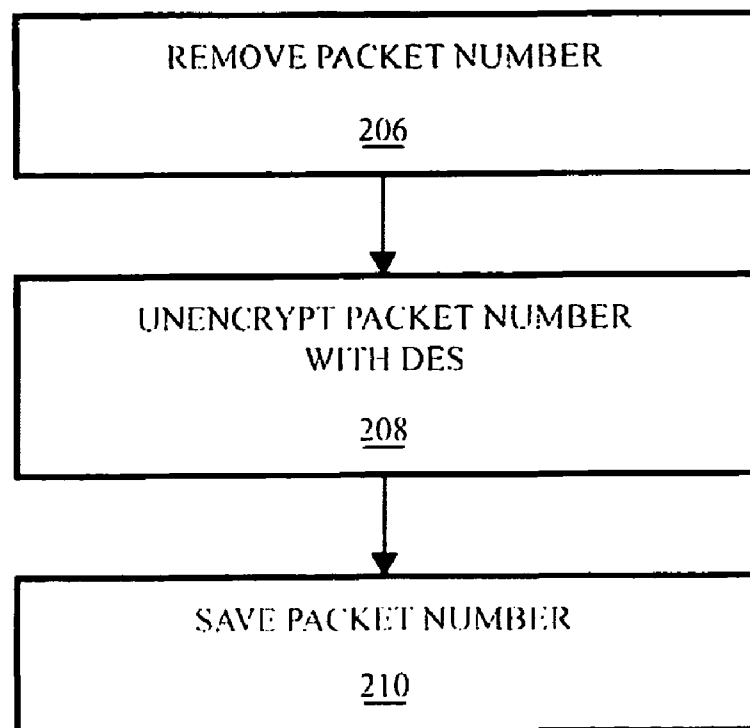 REMOVE PACKET NUMBER
206
UNENCRYPT PACKET NUMBER
WITH DES
208
SAVE PACKET NUMBER
210